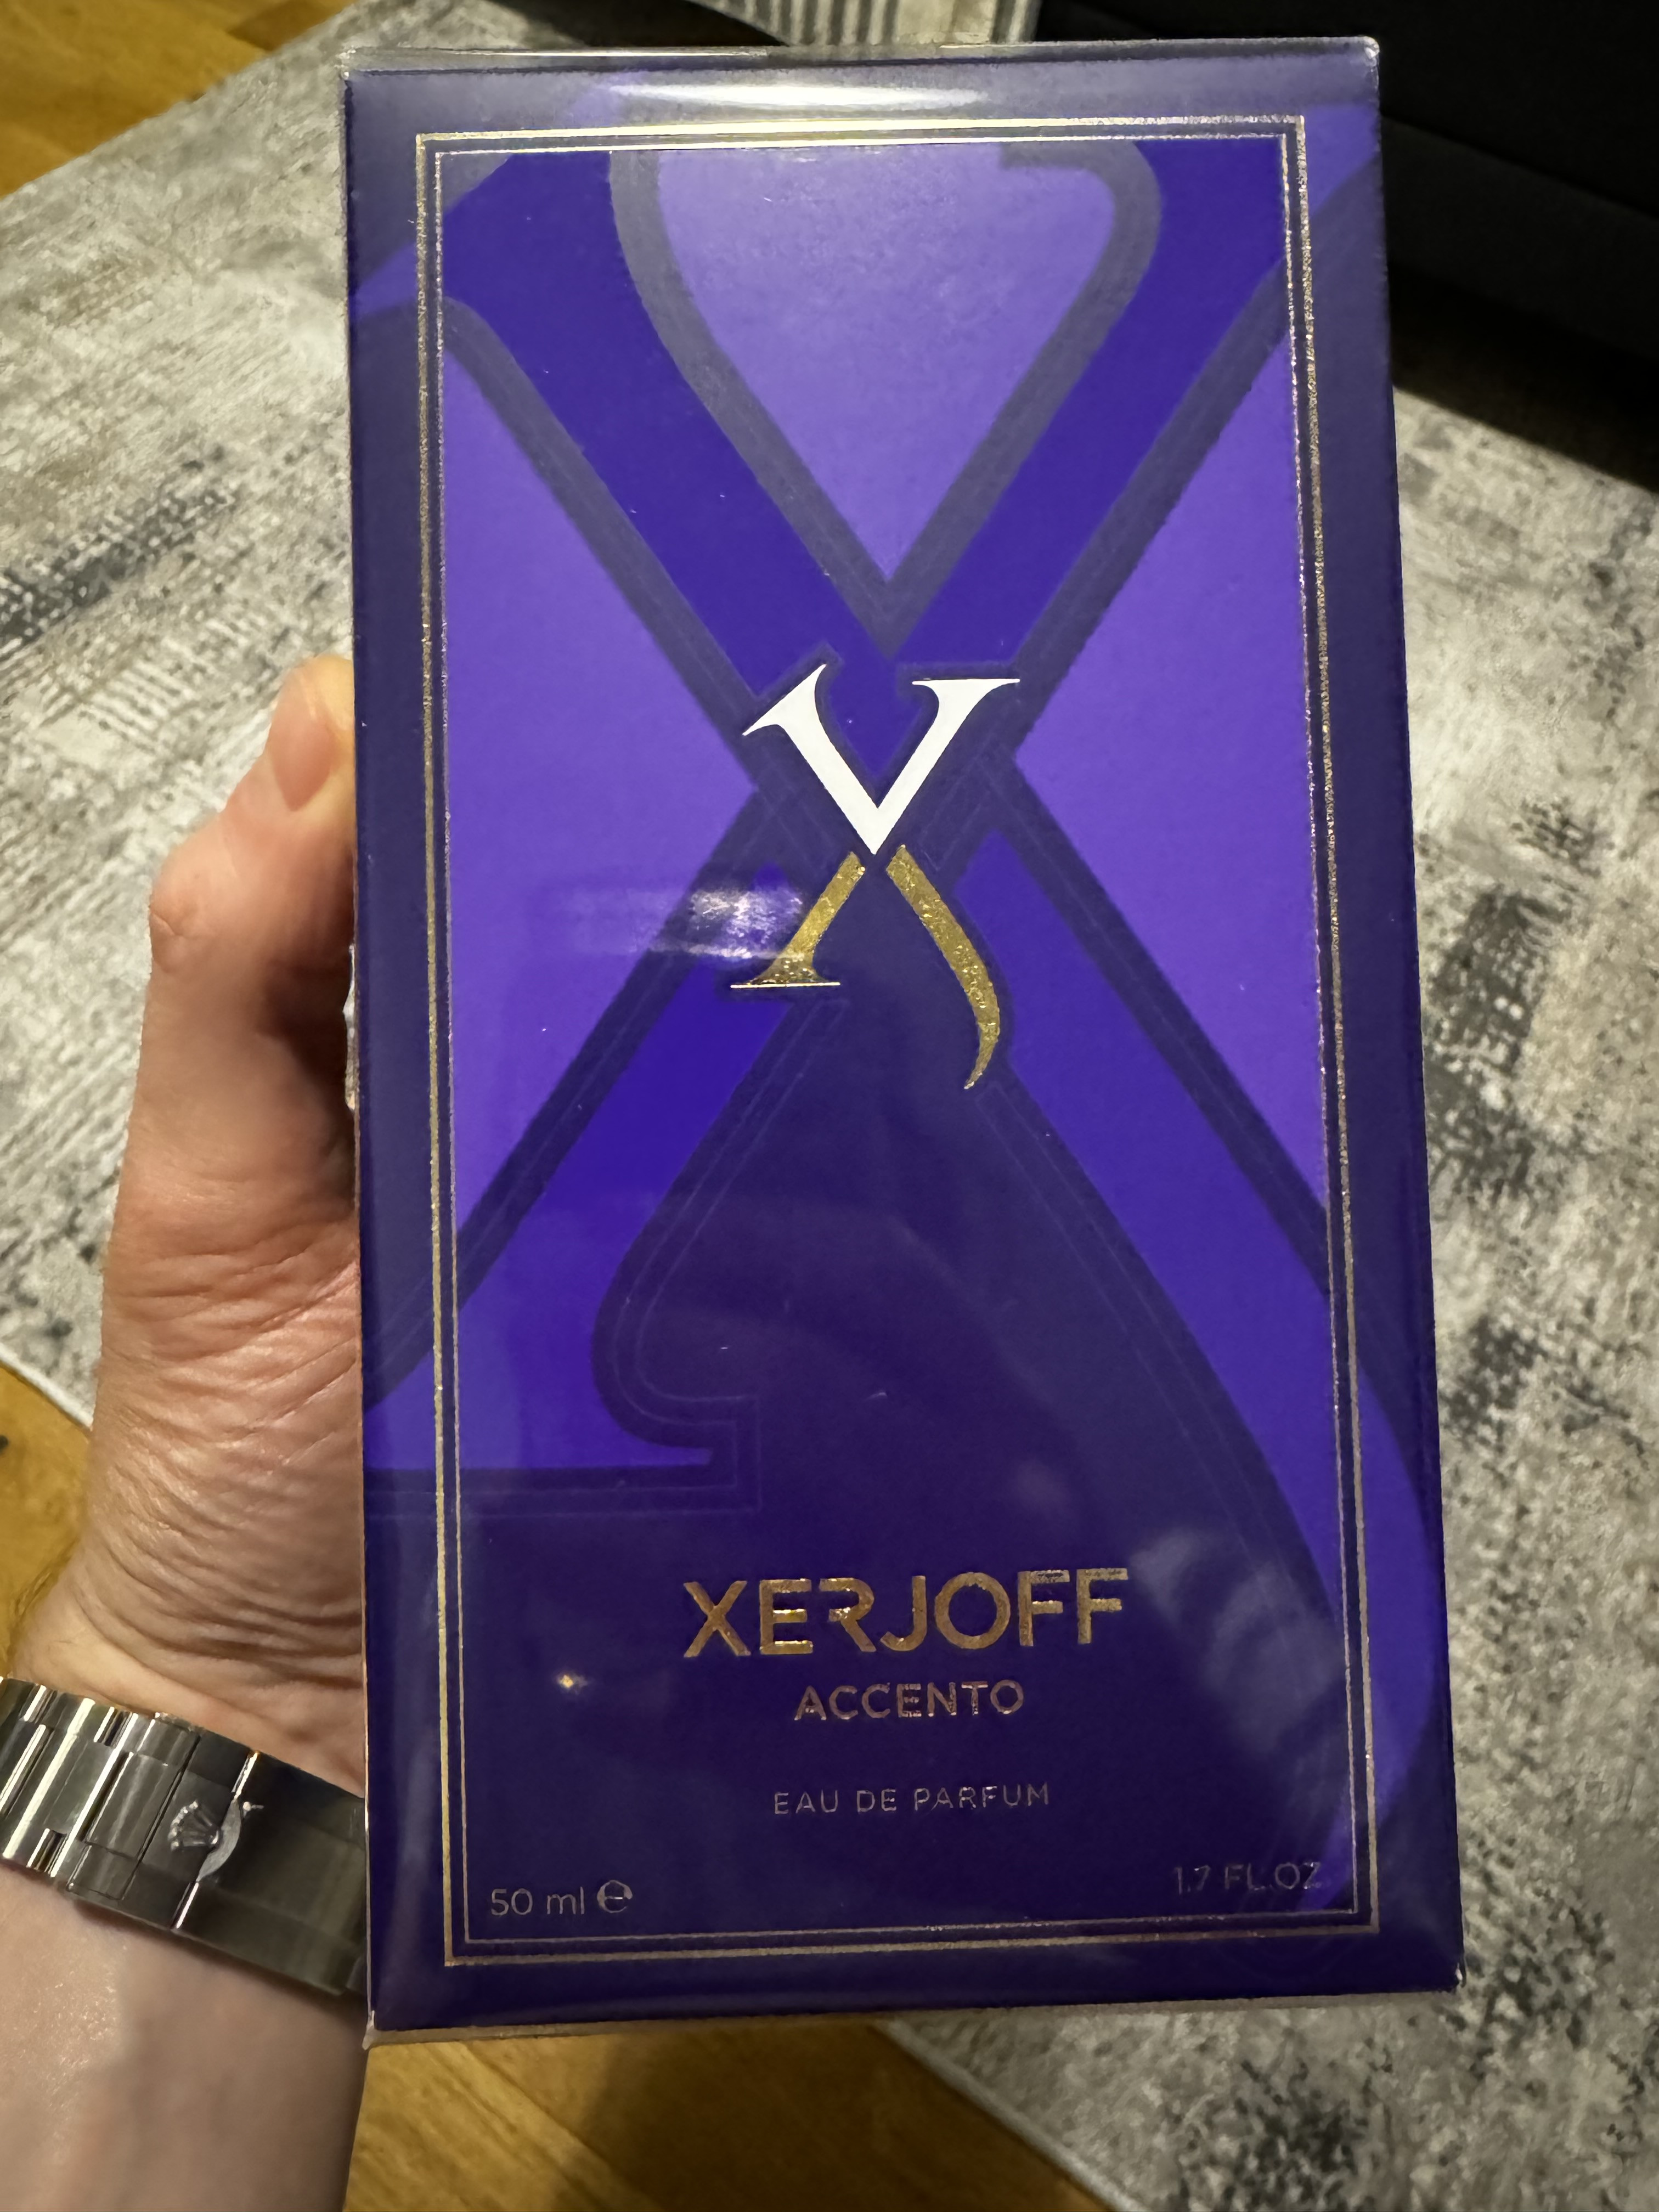 X
XERJOFF
ACCENTO
EAU DE PARFUM
50 ml ℮
1.7 FL.OZ